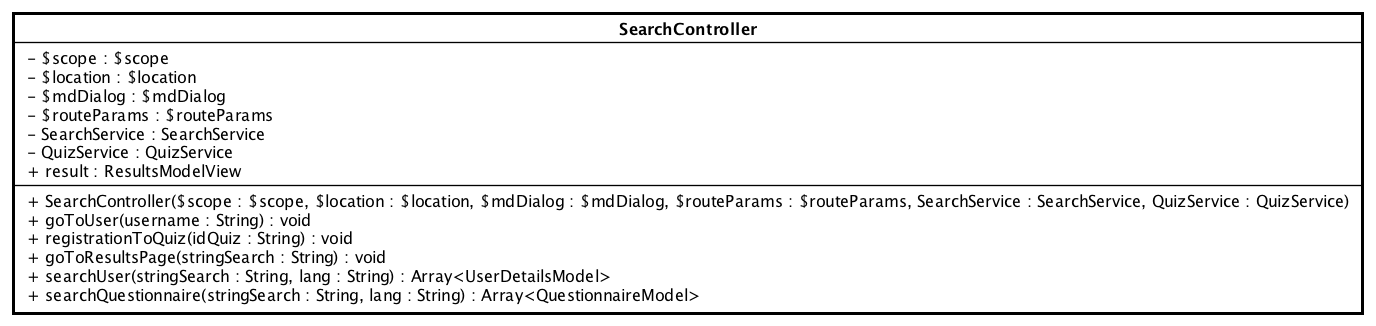 SearchController
– $scope : $scope
– $location : $location
– $mdDialog : $mdDialog
– $routeParams : $routeParams
– SearchService : SearchService
– QuizService : QuizService
+ result : ResultsModelView
+ SearchController($scope : $scope, $location : $location, $mdDialog : $mdDialog, $routeParams : $routeParams, SearchService : SearchService, QuizService : QuizService)
+ goToUser(username : String) : void
+ registrationToQuiz(idQuiz : String) : void
+ goToResultsPage(stringSearch : String) : void
+ searchUser(stringSearch : String, lang : String) : Array<UserDetailsModel>
+ searchQuestionnaire(stringSearch : String, lang : String) : Array<QuestionnaireModel>